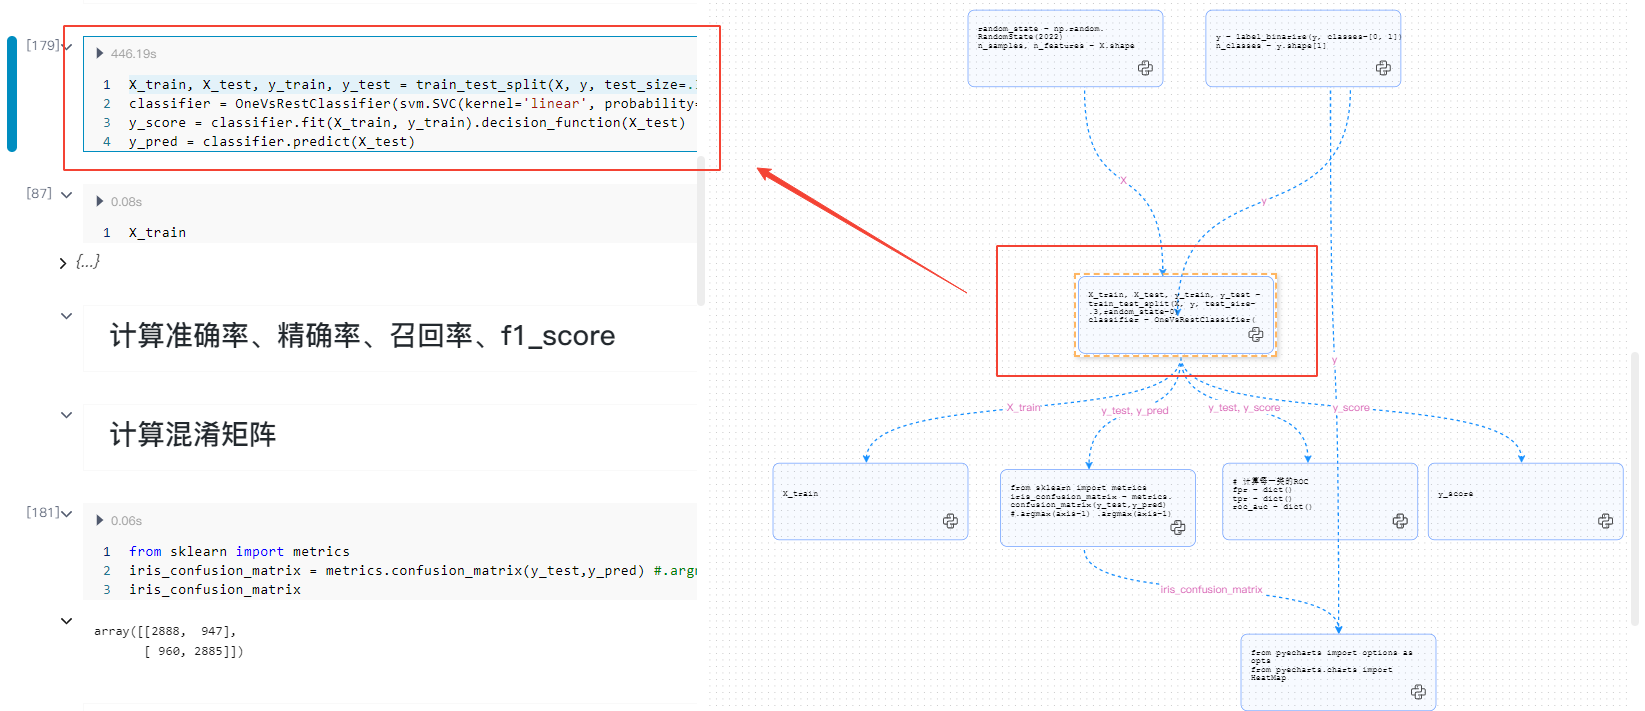 [179]
446.19s
1 X_train, X_test, y_train, y_test = train_test_split(X, y, test_size=.
2 classifier = OneVsRestClassifier(svm.SVC(kernel='linear', probability=
3 y_score = classifier.fit(X_train, y_train).decision_function(X_test)
4 y_pred = classifier.predict(X_test)
[87]
0.08s
1 X_train
{...}
计算准确率、精确率、召回率、f1_score
计算混淆矩阵
[181]
0.06s
1 from sklearn import metrics
2 iris_confusion_matrix = metrics.confusion_matrix(y_test,y_pred) #.arg
3 iris_confusion_matrix
array([[2888, 947],
[ 960, 2885]])
random_state = np.random.
RandomState(2022)
n_samples, n_features = X.shape
y = label_binarize(y, classes=[0, 1])
n_classes = y.shape[1]
X
y
X_train, X_test, y_train, y_test =
train_test_split(X, y, test_size=
.3,random_state=0
classifier = OneVsRestClassifier(
y
X_train
y_test, y_pred
y_test, y_score
y_score
X_train
from sklearn import metrics
iris_confusion_matrix = metrics.
confusion_matrix(y_test,y_pred)
#.argmax(axis=1) .argmax(axis=1)
# 计算每一类的ROC
fpr = dict()
tpr = dict()
roc_auc = dict()
y_score
iris_confusion_matrix
from pyecharts import options as
opts
from pyecharts.charts import
HeatMap